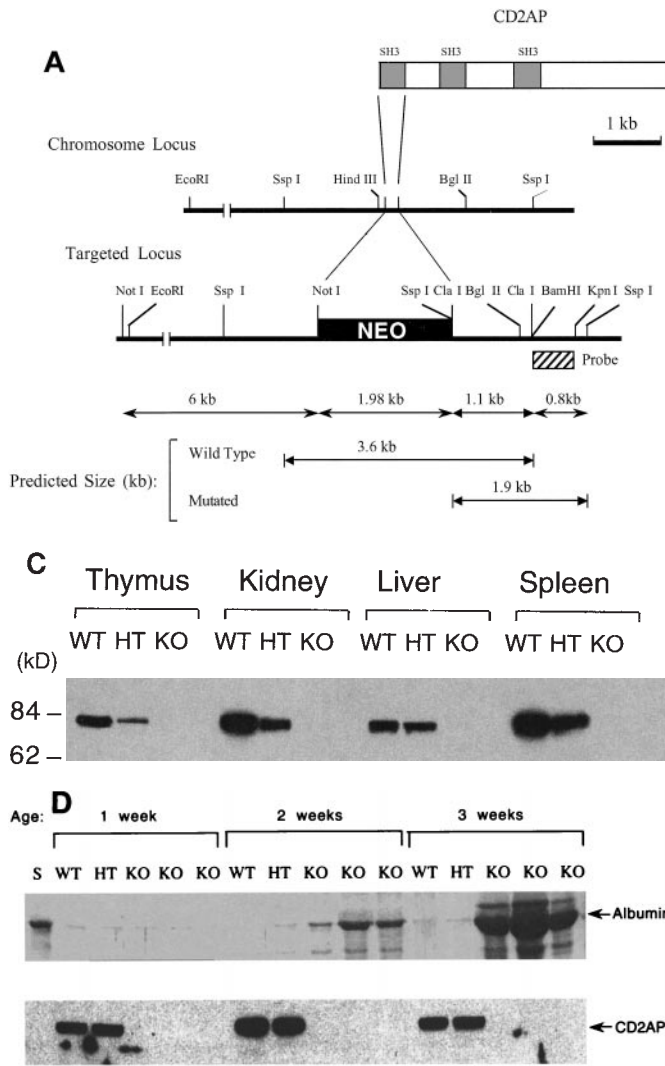 CD2AP
A
SH3 SH3 SH3
1 kb
Chromosome Locus
EcoRI Ssp I Hind III Bgl II Ssp I
Targeted Locus
Not I EcoRI Ssp I Not I Ssp I Cla I Bgl II Cla I BamHI Kpn I Ssp I
NEO
Probe
6 kb 1.98 kb 1.1 kb 0.8kb
Wild Type 3.6 kb
Predicted Size (kb):
Mutated 1.9 kb
C
Thymus Kidney Liver Spleen
WT HT KO WT HT KO WT HT KO WT HT KO
(kD)
84
62
D
Age: 1 week 2 weeks 3 weeks
S WT HT KO KO KO WT HT KO KO KO WT HT KO KO KO
Albumin
CD2AP